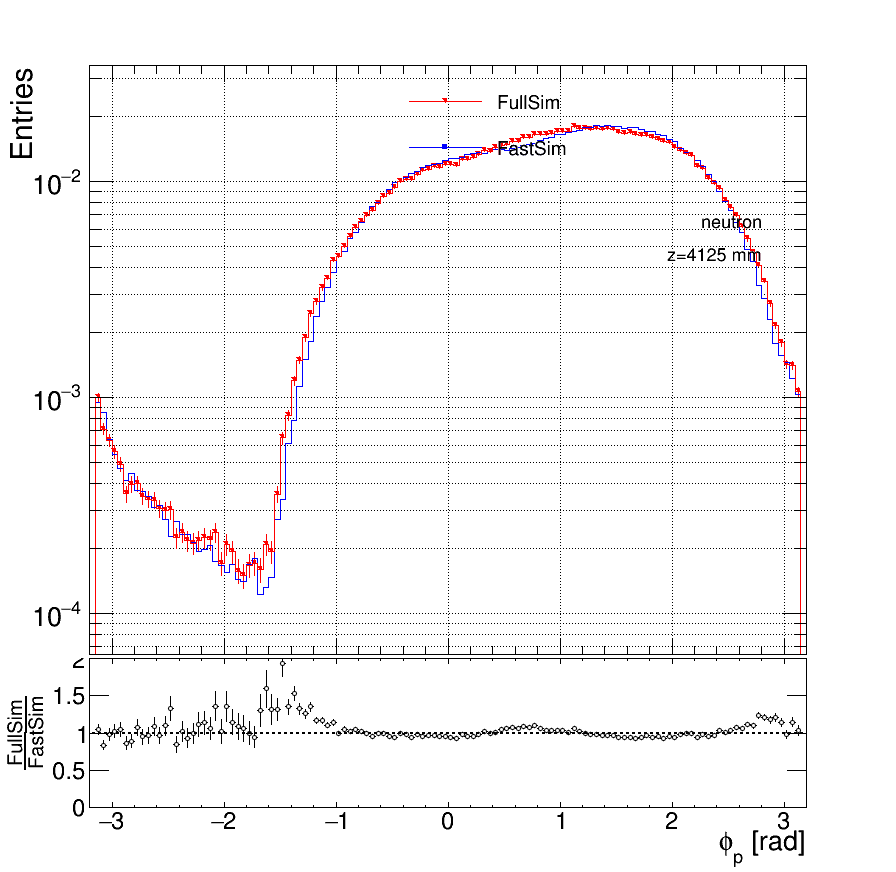 Entries
FullSim
FastSim
neutron
z=4125 mm
10⁻²
10⁻³
10⁻⁴
FullSim
FastSim
2
1.5
1
0.5
0
−3 −2 −1 0 1 2 3
ϕp [rad]